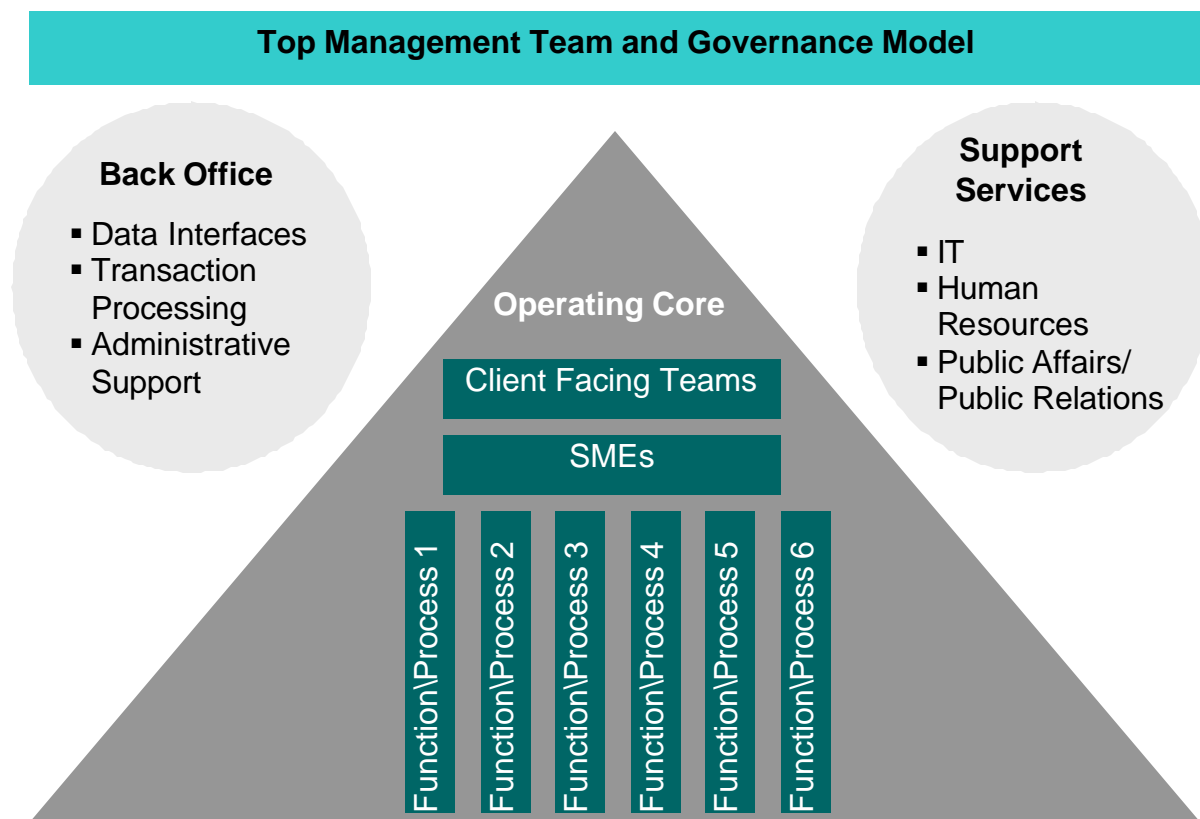 Top Management Team and Governance Model
Back Office
▪ Data Interfaces
▪ Transaction
Processing
▪ Administrative
Support
Support
Services
▪ IT
▪ Human
Resources
▪ Public Affairs/
Public Relations
Operating Core
Client Facing Teams
SMEs
Function\Process 1
Function\Process 2
Function\Process 3
Function\Process 4
Function\Process 5
Function\Process 6